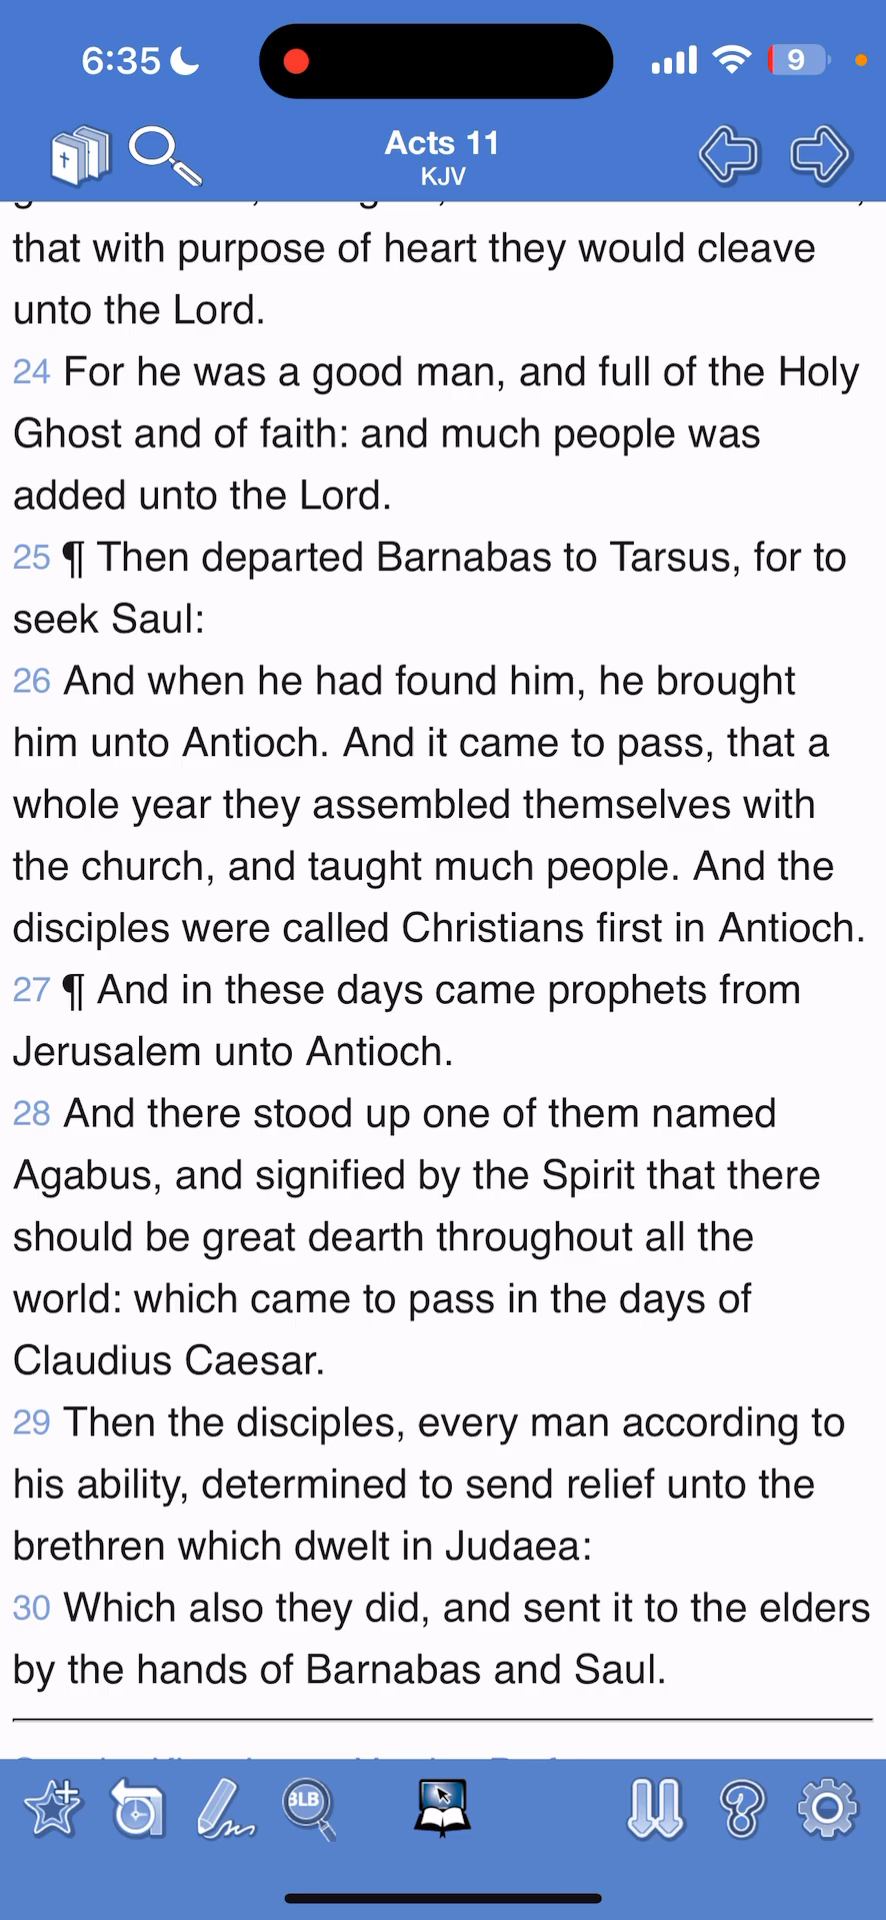 6:35
9
Acts 11
KJV
that with purpose of heart they would cleave
unto the Lord.
24 For he was a good man, and full of the Holy
Ghost and of faith: and much people was
added unto the Lord.
25 ¶ Then departed Barnabas to Tarsus, for to
seek Saul:
26 And when he had found him, he brought
him unto Antioch. And it came to pass, that a
whole year they assembled themselves with
the church, and taught much people. And the
disciples were called Christians first in Antioch.
27 ¶ And in these days came prophets from
Jerusalem unto Antioch.
28 And there stood up one of them named
Agabus, and signified by the Spirit that there
should be great dearth throughout all the
world: which came to pass in the days of
Claudius Caesar.
29 Then the disciples, every man according to
his ability, determined to send relief unto the
brethren which dwelt in Judaea:
30 Which also they did, and sent it to the elders
by the hands of Barnabas and Saul.
BLB